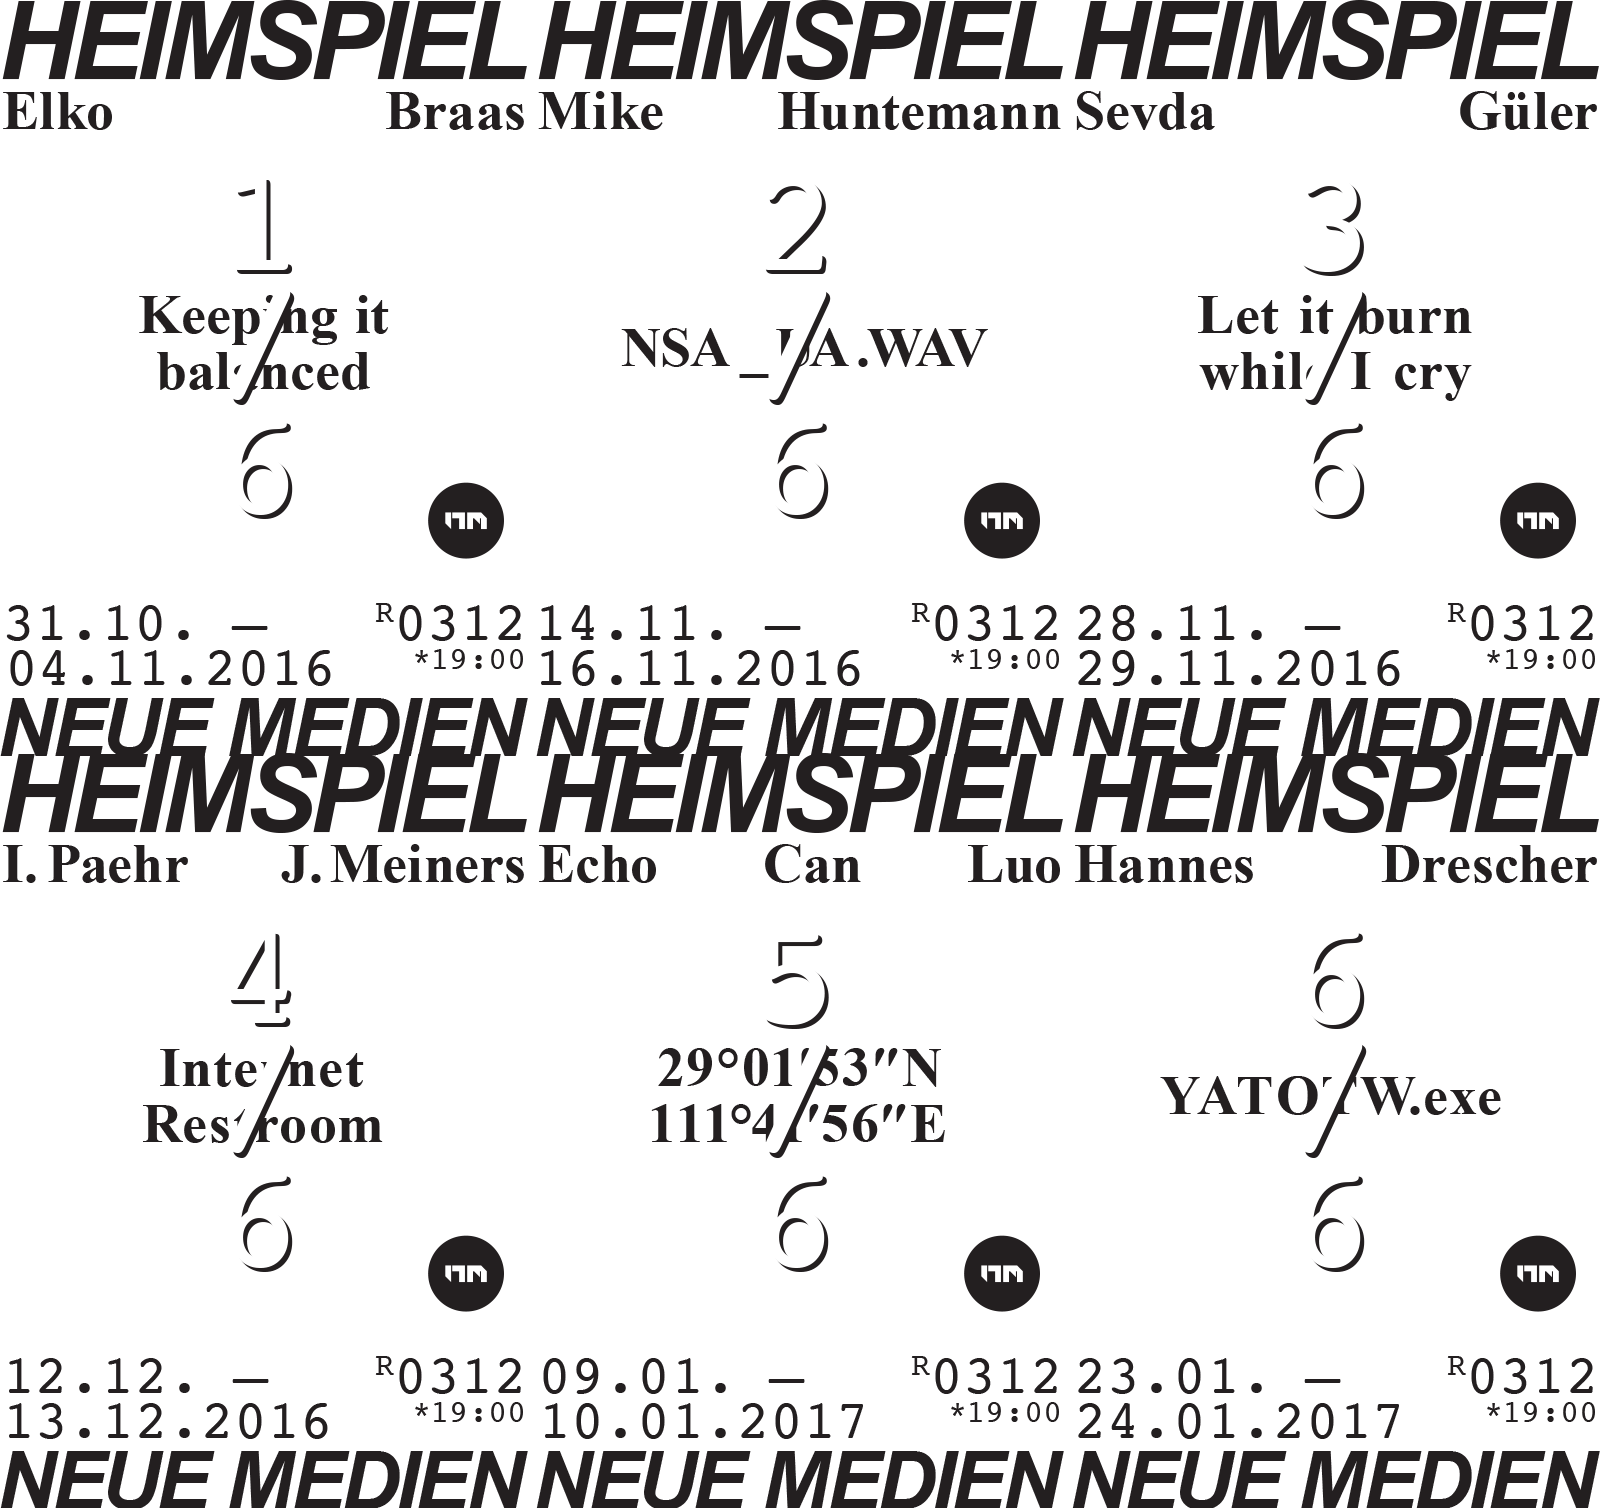 HEIMSPIEL
Elko Braas
1
/
Keeping it
balanced
6
31.10. – R0312
04.11.2016 *19:00
NEUE MEDIEN
HEIMSPIEL
Mike Huntemann
2
/
6
14.11. – R0312
16.11.2016 *19:00
NEUE MEDIEN
HEIMSPIEL
Sevda Güler
3
/
Let it burn
while I cry
6
28.11. – R0312
29.11.2016 *19:00
NEUE MEDIEN
HEIMSPIEL
I. Paehr J. Meiners
4
/
Internet
Restroom
6
12.12. – R0312
13.12.2016 *19:00
NEUE MEDIEN
HEIMSPIEL
Echo Can Luo
5
/
29°01′53″N
111°41′56″E
6
09.01. – R0312
10.01.2017 *19:00
NEUE MEDIEN
HEIMSPIEL
Hannes Drescher
6
/
YATOTW.exe
6
23.01. – R0312
24.01.2017 *19:00
NEUE MEDIEN